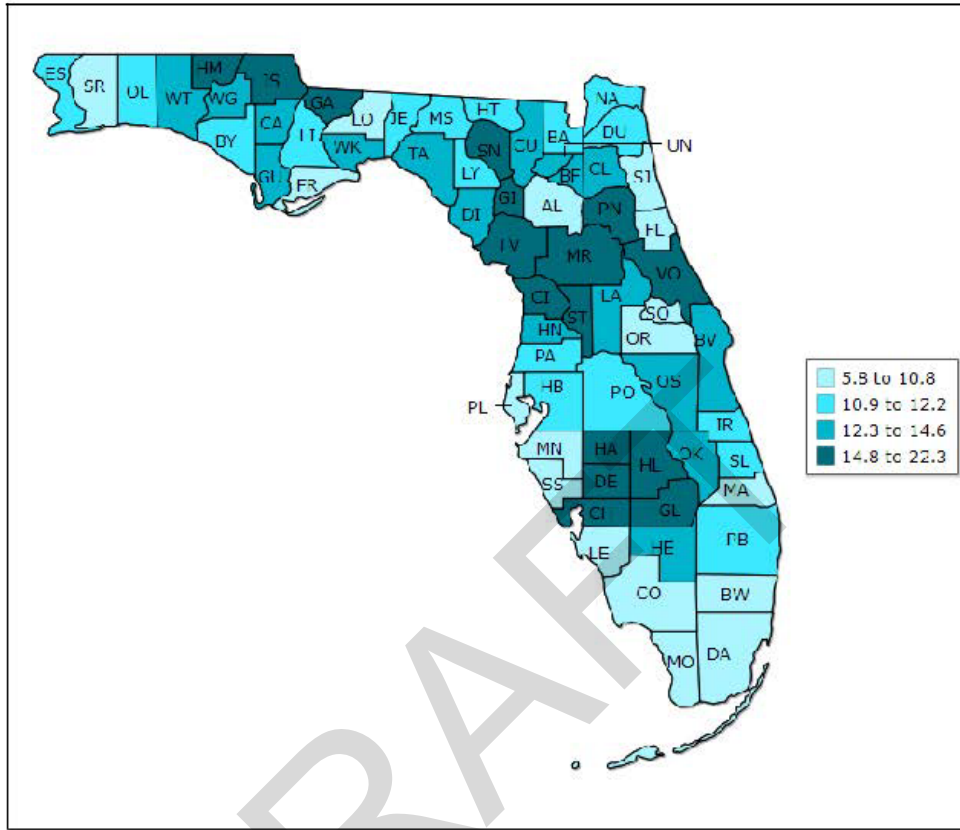 ES
SR
OL
WT
HM
WG
BY
JS
CA
GU
GA
LI
FR
LO
WK
JE
MS
TA
HT
LY
DI
SN
GI
LV
CU
BA
UN
BF
AL
NA
DU
CL
SJ
PN
FL
MR
VO
CI
ST
LA
SO
OR
BV
HN
PA
HB
PL
PO
OS
IR
MN
HA
HL
OK
SL
SS
DE
MA
GL
LE
HE
PB
CO
BW
MO
DA
5.8 to 10.8
10.9 to 12.2
12.3 to 14.6
14.8 to 22.3
DRAFT